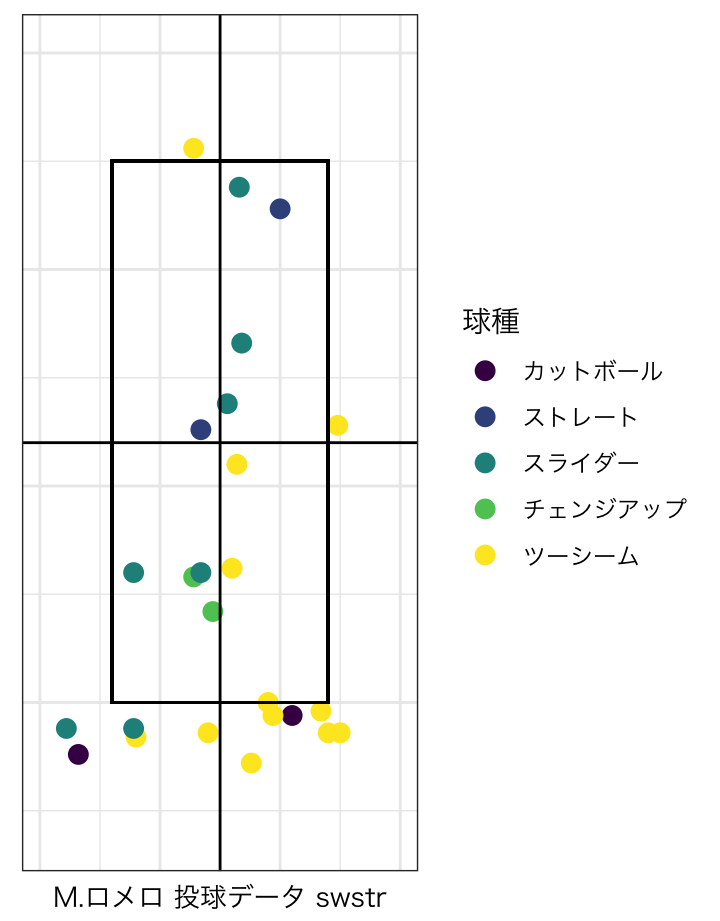 球種
カットボール
ストレート
スライダー
チェンジアップ
ツーシーム
M.ロメロ 投球データ swstr